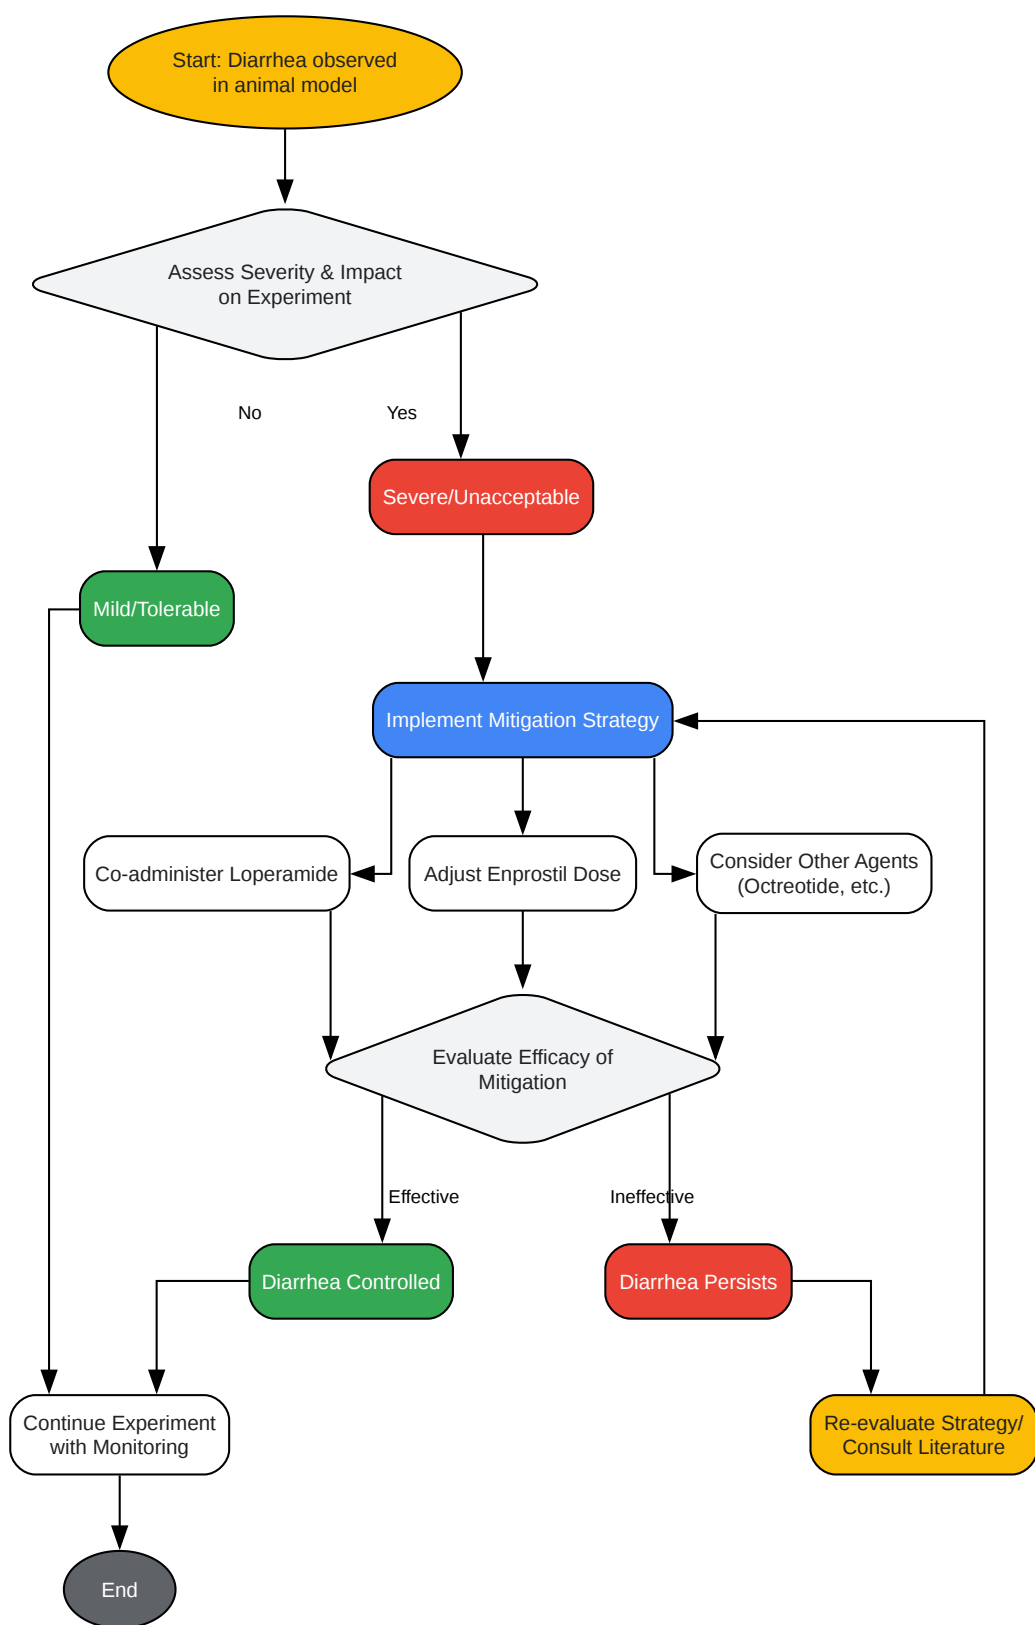 Start: Diarrhea observed
in animal model
Assess Severity & Impact
on Experiment
No
Yes
Severe/Unacceptable
Mild/Tolerable
Implement Mitigation Strategy
Co-administer Loperamide
Adjust Enprostil Dose
Consider Other Agents
(Octreotide, etc.)
Evaluate Efficacy of
Mitigation
Effective
Ineffective
Diarrhea Controlled
Diarrhea Persists
Continue Experiment
with Monitoring
Re-evaluate Strategy/
Consult Literature
End